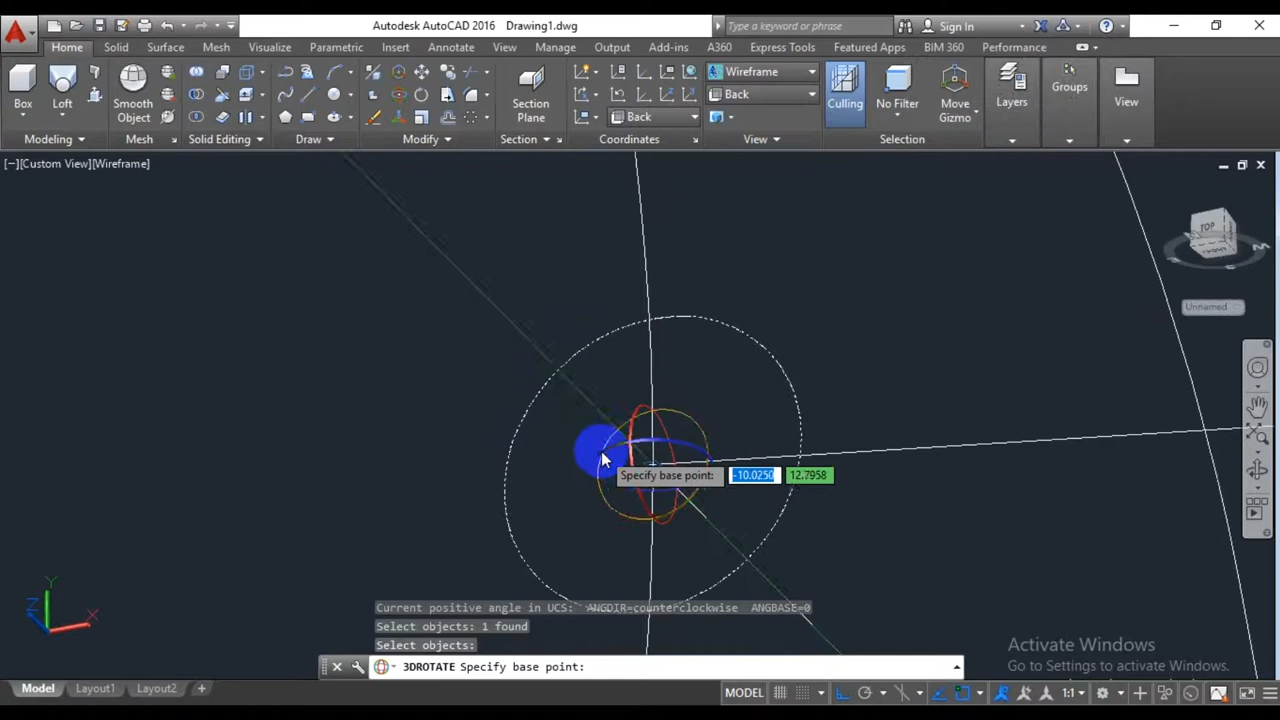 Autodesk AutoCAD 2016 Drawing1.dwg
Type a keyword or phrase
Sign In
Home Solid Surface Mesh Visualize Parametric Insert Annotate View Manage Output Add-ins A360 Express Tools Featured Apps BIM 360 Performance
Box
Loft
Smooth
Object
Section
Plane
Wireframe
Back
Back
Culling
No Filter
Move
Gizmo
Layers
Groups
View
Modeling
Mesh
Solid Editing
Draw
Modify
Section
Coordinates
View
Selection
[−][Custom View][Wireframe]
TOP
Unnamed
Specify base point: -10.0250 12.7958
Y
Z
X
Current positive angle in UCS: ANGDIR=counterclockwise ANGBASE=0
Select objects: 1 found
Select objects:
3DROTATE Specify base point:
Activate Windows
Go to Settings to activate Windows.
Model Layout1 Layout2 +
MODEL
1:1